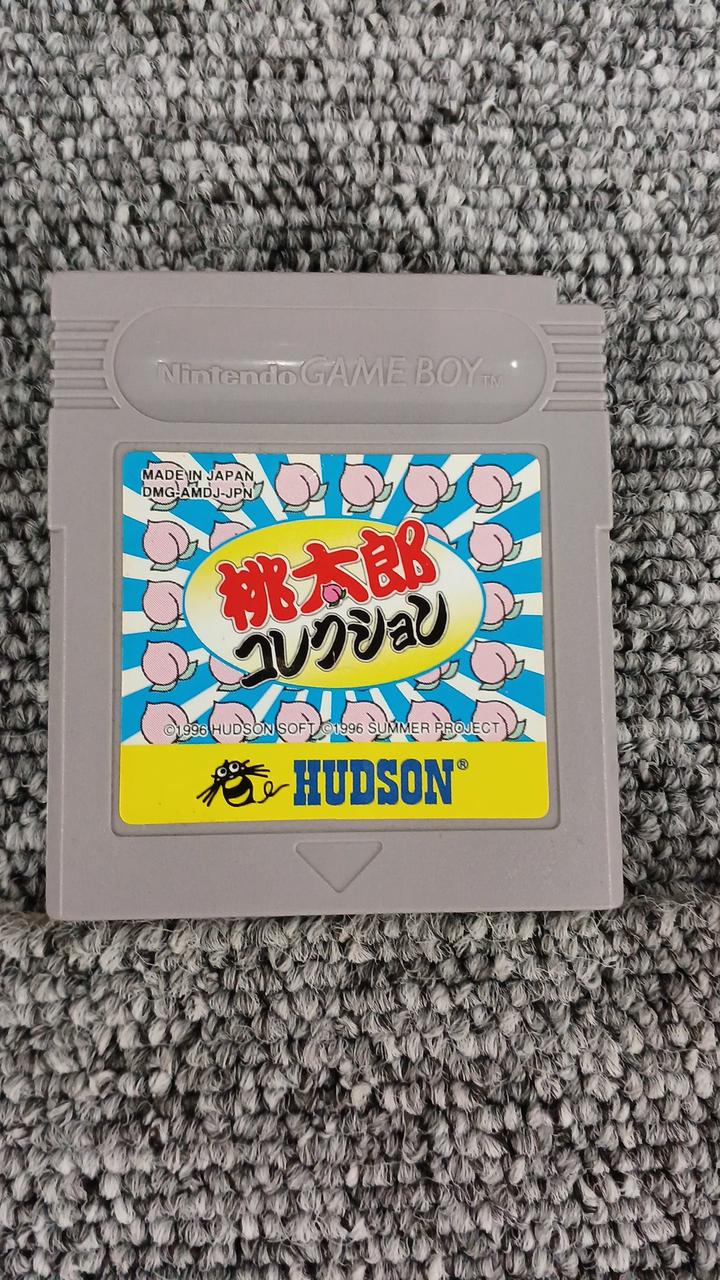 Nintendo GAME BOY™
MADE IN JAPAN
DMG-AMDJ-JPN
桃太郎
コレクション
©1996 HUDSON SOFT ©1996 SUMMER PROJECT
HUDSON®